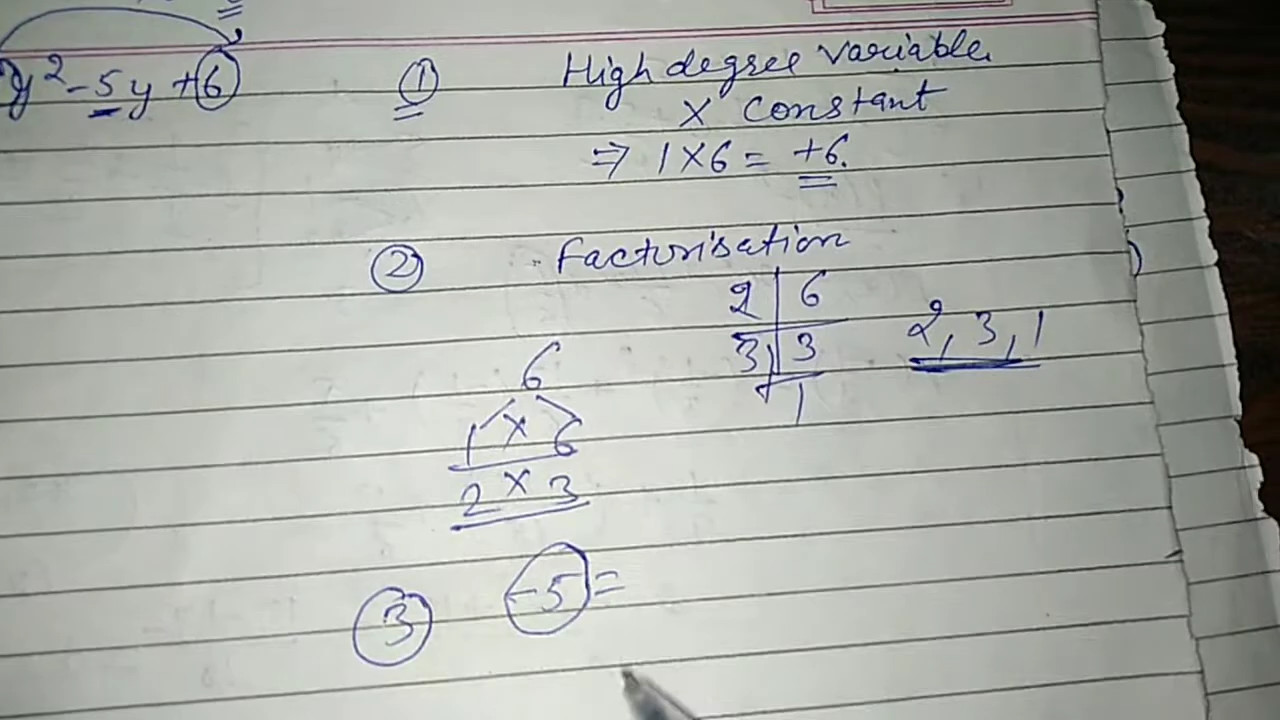 y² - 5y + 6
① High degree variable
× constant
⇒ 1 × 6 = +6.
② Factorisation
2 | 6
3 | 3
1
2, 3, 1
6
1 × 6
2 × 3
③ -5 =